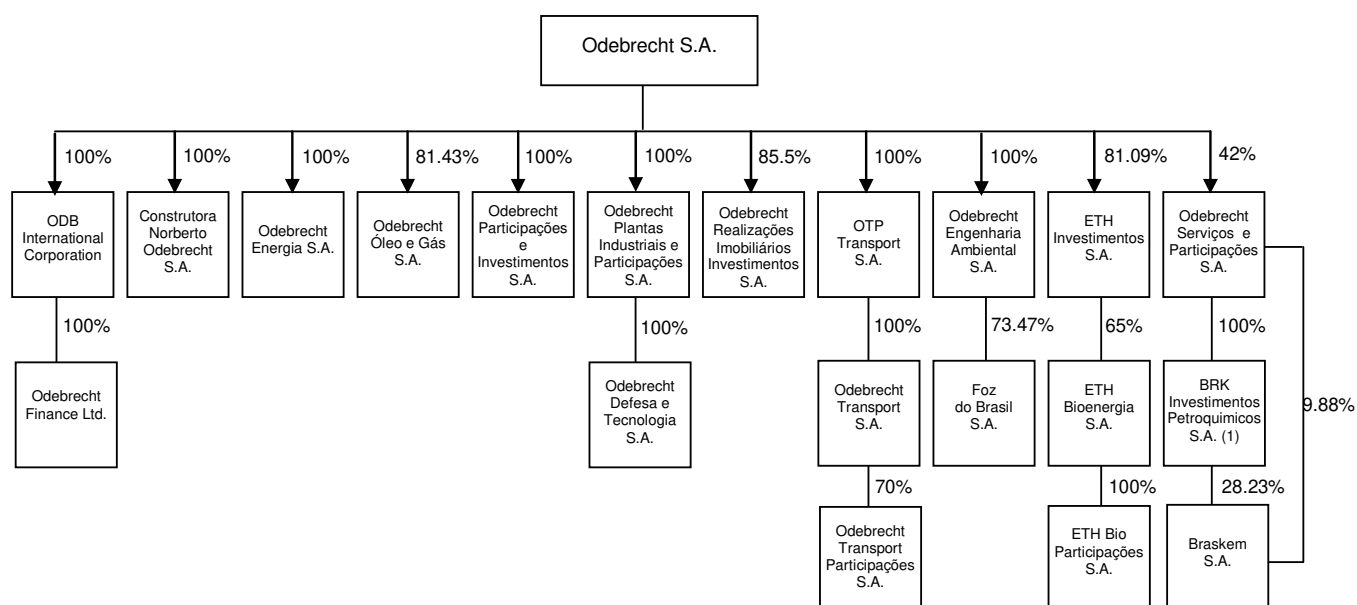 Odebrecht S.A.
100%
100%
100%
81.43%
100%
100%
85.5%
100%
100%
81.09%
42%
ODB
International
Corporation
Construtora
Norberto
Odebrecht
S.A.
Odebrecht
Energia S.A.
Odebrecht
Óleo e Gás
S.A.
Odebrecht
Participações
e
Investimentos
S.A.
Odebrecht
Plantas
Industriais e
Participações
S.A.
Odebrecht
Realizações
Imobiliários
Investimentos
S.A.
OTP
Transport
S.A.
Odebrecht
Engenharia
Ambiental
S.A.
ETH
Investimentos
S.A.
Odebrecht
Serviços e
Participações
S.A.
100%
100%
100%
73.47%
65%
100%
Odebrecht
Finance Ltd.
Odebrecht
Defesa e
Tecnologia
S.A.
Odebrecht
Transport
S.A.
Foz
do Brasil
S.A.
ETH
Bioenergia
S.A.
BRK
Investimentos
Petroquimicos
S.A. (1)
9.88%
70%
100%
28.23%
Odebrecht
Transport
Participações
S.A.
ETH Bio
Participações
S.A.
Braskem
S.A.